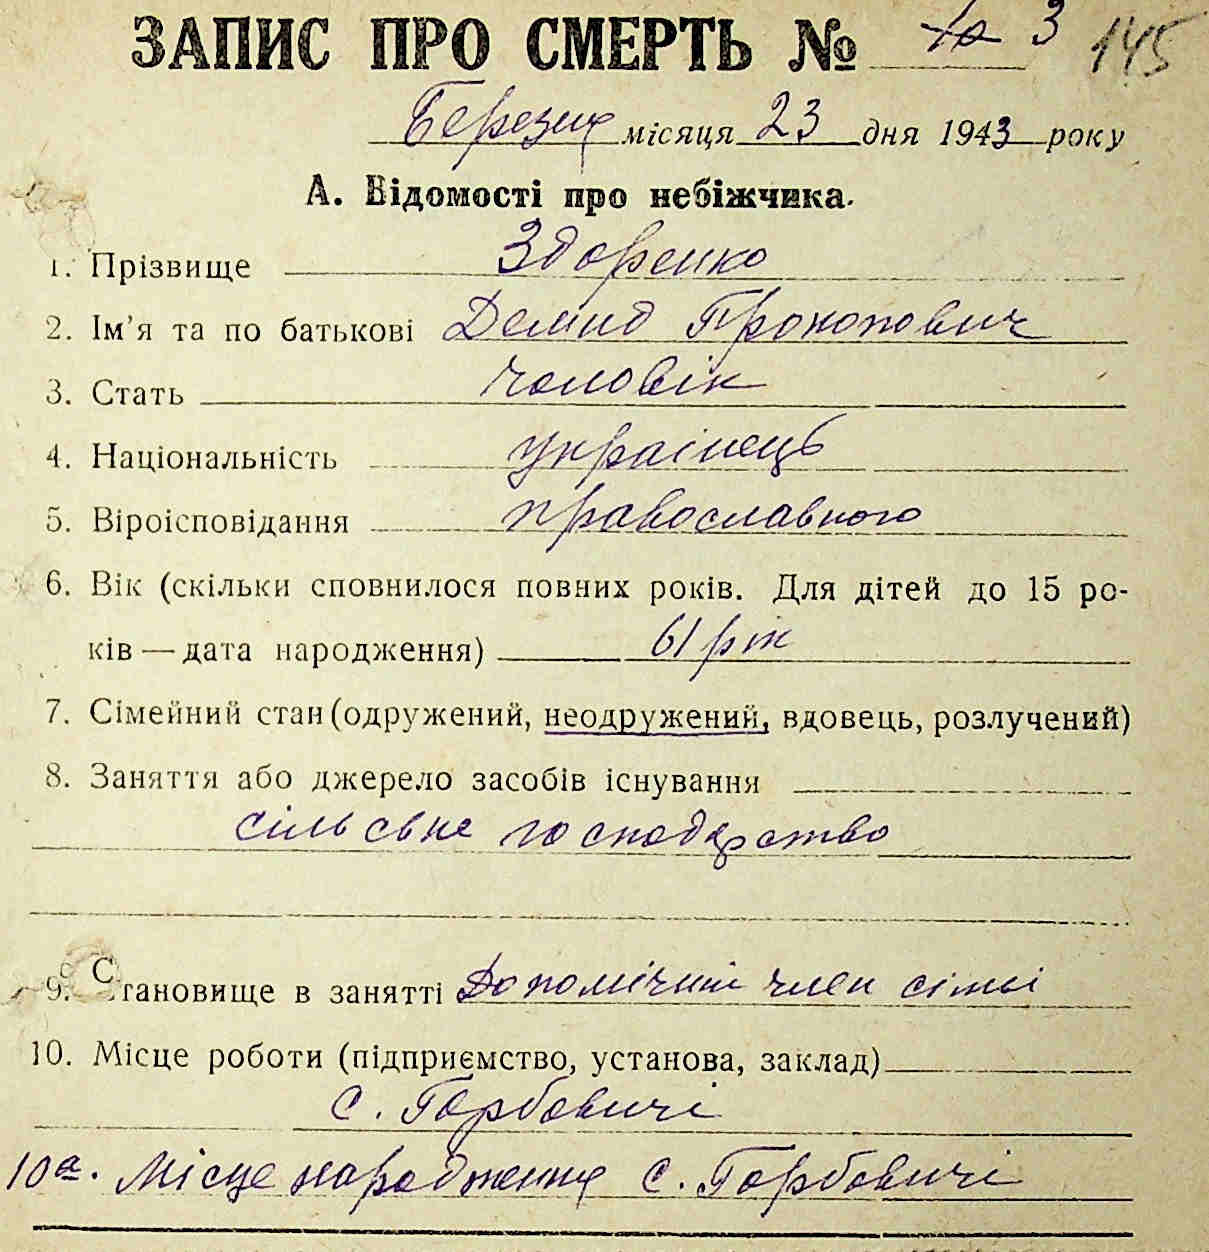 ЗАПИС ПРО СМЕРТЬ № 10 3 145
Березня місяця 23 дня 1943 року
А. Відомості про небіжчика.
1. Прізвище Здоренко
2. Ім'я та по батькові Демид Прокопович
3. Стать Чоловік
4. Національність Українець
5. Віроісповідання православного
6. Вік (скільки сповнилося повних років. Для дітей до 15 ро-
ків — дата народження) 61 рік
7. Сімейний стан (одружений, неодружений, вдовець, розлучений)
8. Заняття або джерело засобів існування
сільське господарство
9. Становище в занятті Допомічний член сімі
10. Місце роботи (підприємство, установа, заклад)
с. Горбовичі
10а. Місце народження с. Горбовичі